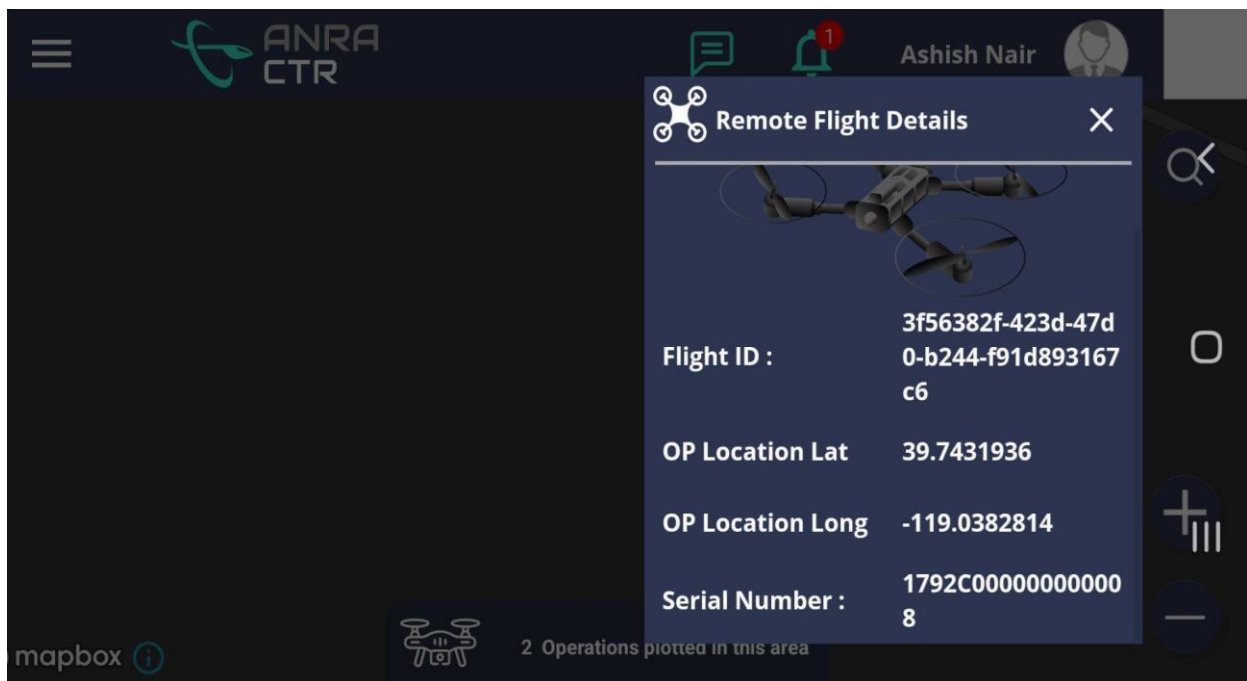 ANRA
CTR
1
Ashish Nair
Remote Flight Details
Flight ID :
3f56382f-423d-47d
0-b244-f91d893167
c6
OP Location Lat
39.7431936
OP Location Long
-119.0382814
Serial Number :
1792C00000000000
8
2 Operations plotted in this area
mapbox